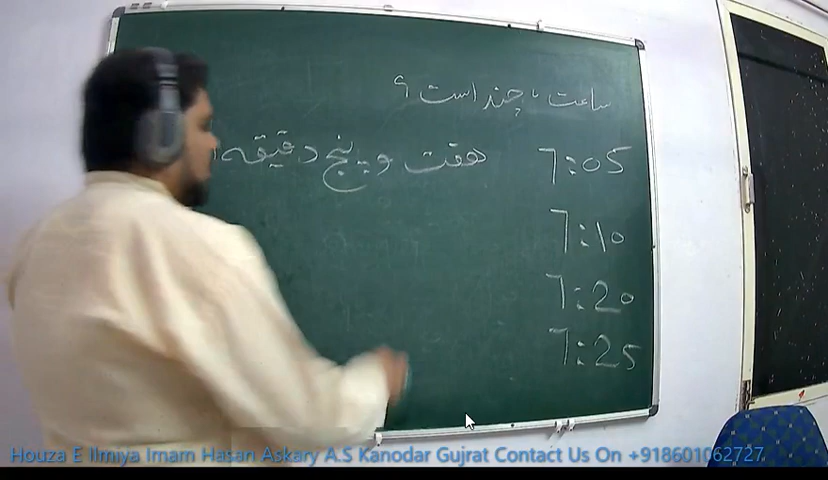 ساعت چند است ؟
هفت و پنج دقیقه 7:05
7:10
7:20
7:25
Houza E Ilmiya Imam Hasan Askary A.S Kanodar Gujrat Contact Us On +918601062727